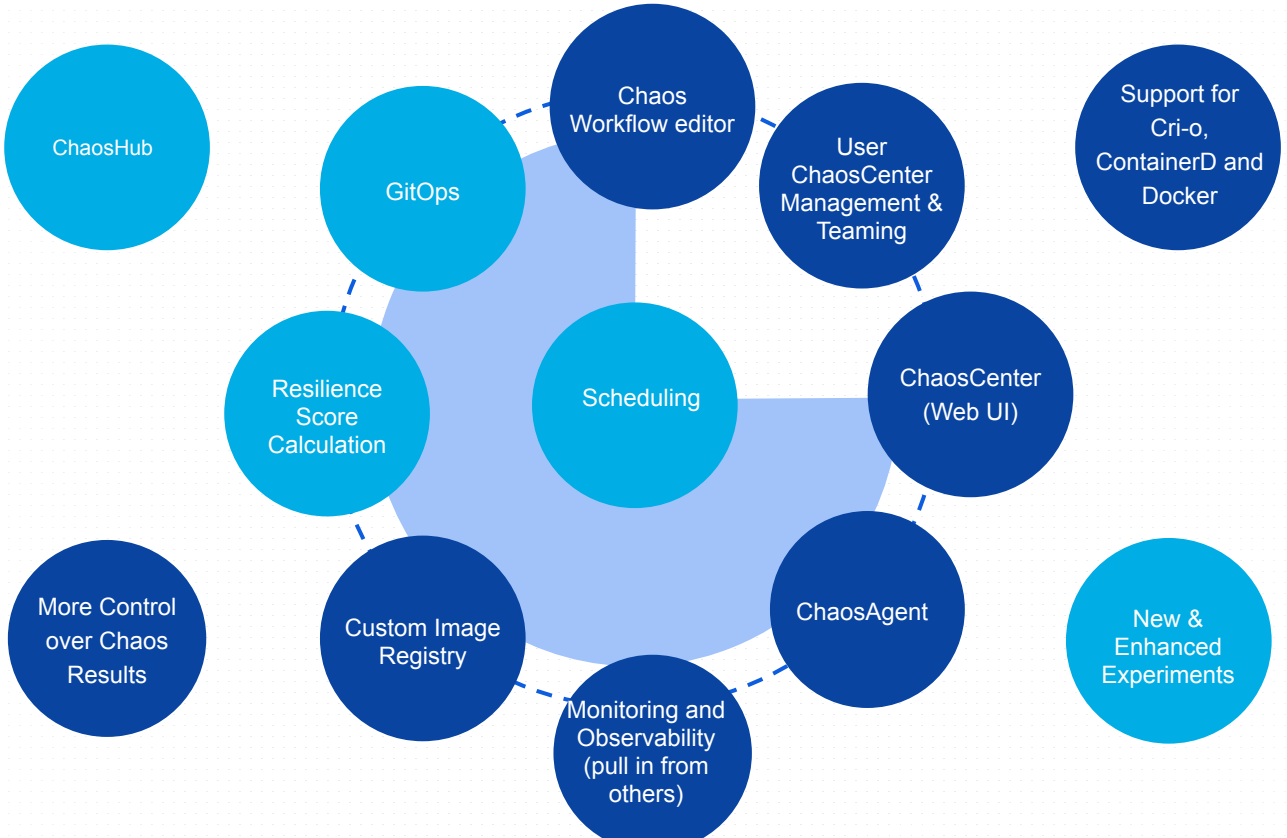 ChaosHub
GitOps
Chaos
Workflow editor
User
ChaosCenter
Management &
Teaming
Support for
Cri-o,
ContainerD and
Docker
Resilience
Score
Calculation
Scheduling
ChaosCenter
(Web UI)
More Control
over Chaos
Results
Custom Image
Registry
Monitoring and
Observability
(pull in from
others)
ChaosAgent
New &
Enhanced
Experiments